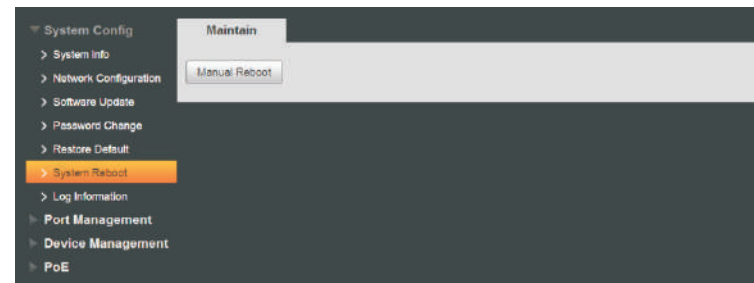 System Config
System Info
Network Configuration
Software Update
Password Change
Restore Default
System Reboot
Log Information
Port Management
Device Management
PoE
Maintain
Manual Reboot